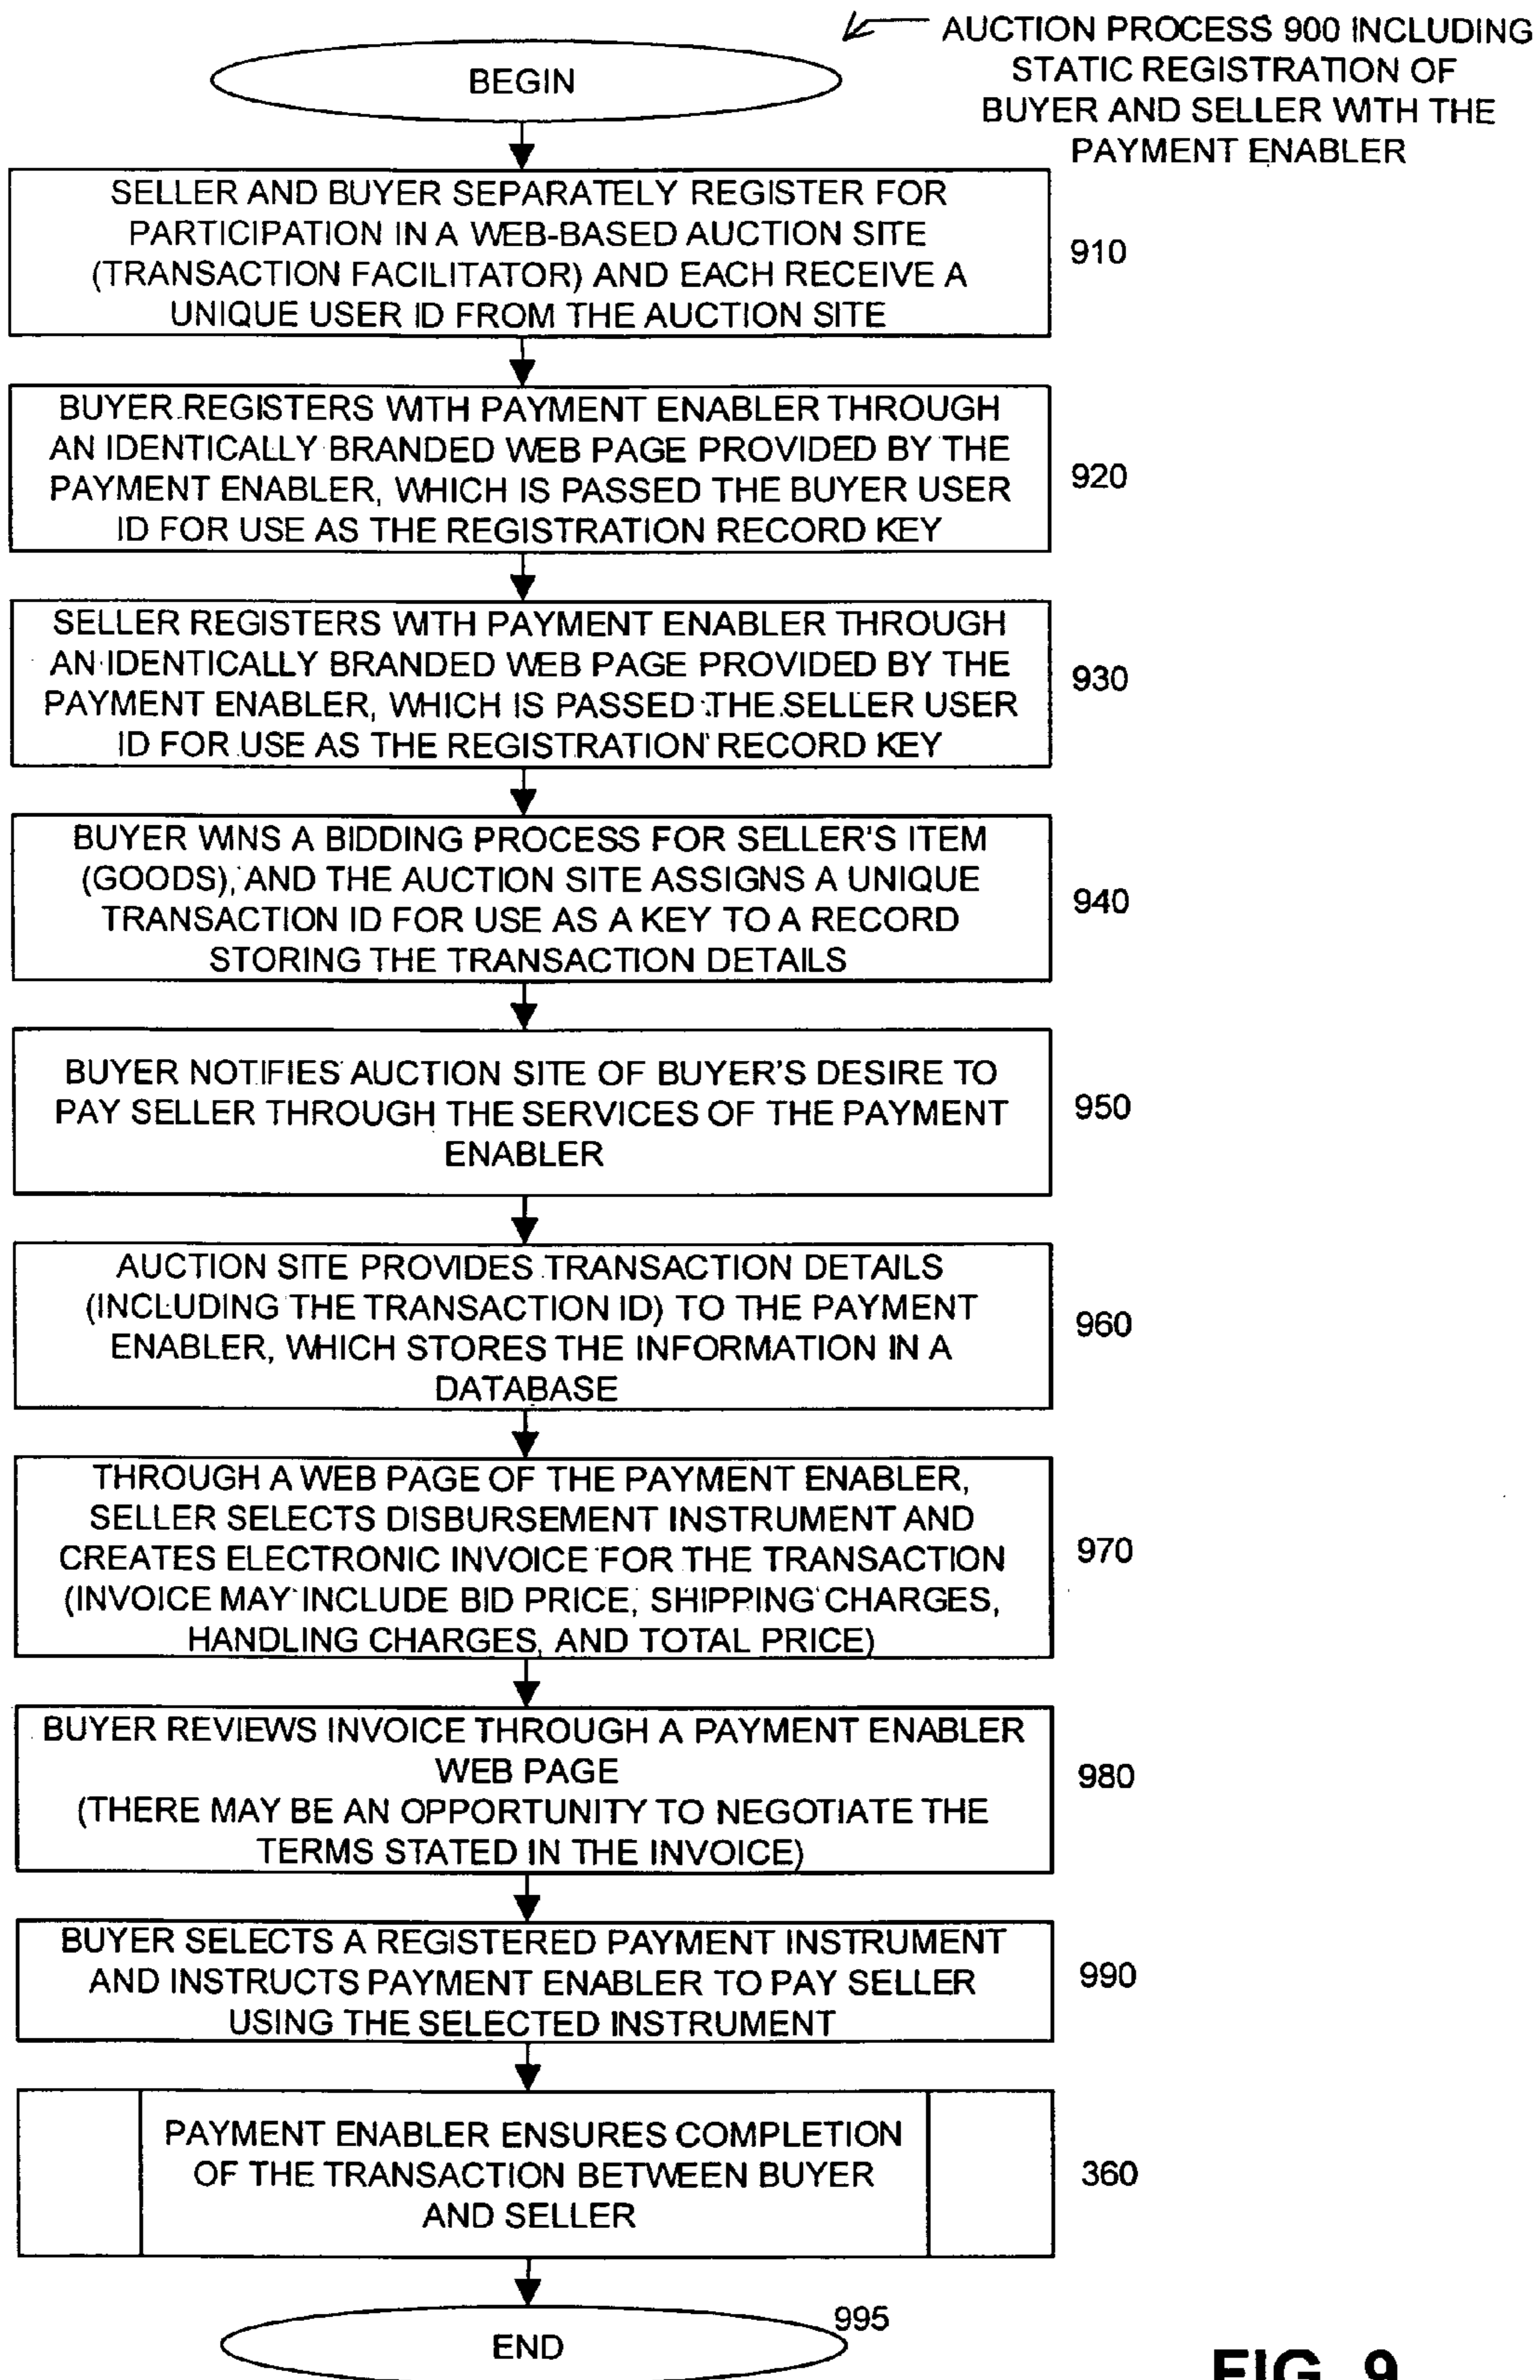 AUCTION PROCESS 900 INCLUDING
STATIC REGISTRATION OF
BUYER AND SELLER WITH THE
PAYMENT ENABLER
BEGIN
SELLER AND BUYER SEPARATELY REGISTER FOR
PARTICIPATION IN A WEB-BASED AUCTION SITE
(TRANSACTION FACILITATOR) AND EACH RECEIVE A
UNIQUE USER ID FROM THE AUCTION SITE
910
BUYER REGISTERS WITH PAYMENT ENABLER THROUGH
AN IDENTICALLY BRANDED WEB PAGE PROVIDED BY THE
PAYMENT ENABLER, WHICH IS PASSED THE BUYER USER
ID FOR USE AS THE REGISTRATION RECORD KEY
920
SELLER REGISTERS WITH PAYMENT ENABLER THROUGH
AN IDENTICALLY BRANDED WEB PAGE PROVIDED BY THE
PAYMENT ENABLER, WHICH IS PASSED THE SELLER USER
ID FOR USE AS THE REGISTRATION RECORD KEY
930
BUYER WINS A BIDDING PROCESS FOR SELLER'S ITEM
(GOODS), AND THE AUCTION SITE ASSIGNS A UNIQUE
TRANSACTION ID FOR USE AS A KEY TO A RECORD
STORING THE TRANSACTION DETAILS
940
BUYER NOTIFIES AUCTION SITE OF BUYER'S DESIRE TO
PAY SELLER THROUGH THE SERVICES OF THE PAYMENT
ENABLER
950
AUCTION SITE PROVIDES TRANSACTION DETAILS
(INCLUDING THE TRANSACTION ID) TO THE PAYMENT
ENABLER, WHICH STORES THE INFORMATION IN A
DATABASE
960
THROUGH A WEB PAGE OF THE PAYMENT ENABLER,
SELLER SELECTS DISBURSEMENT INSTRUMENT AND
CREATES ELECTRONIC INVOICE FOR THE TRANSACTION
(INVOICE MAY INCLUDE BID PRICE, SHIPPING CHARGES,
HANDLING CHARGES, AND TOTAL PRICE)
970
BUYER REVIEWS INVOICE THROUGH A PAYMENT ENABLER
WEB PAGE
(THERE MAY BE AN OPPORTUNITY TO NEGOTIATE THE
TERMS STATED IN THE INVOICE)
980
BUYER SELECTS A REGISTERED PAYMENT INSTRUMENT
AND INSTRUCTS PAYMENT ENABLER TO PAY SELLER
USING THE SELECTED INSTRUMENT
990
PAYMENT ENABLER ENSURES COMPLETION
OF THE TRANSACTION BETWEEN BUYER
AND SELLER
360
995
END
FIG. 9